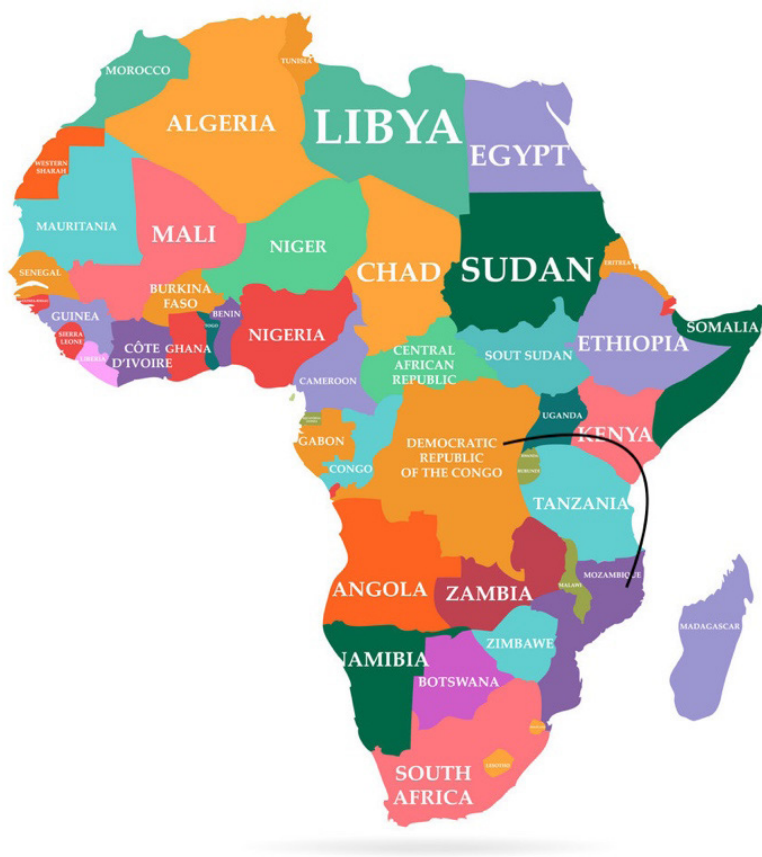 TUNISIA
MOROCCO
ALGERIA
LIBYA
EGYPT
WESTERN
SHARAH
MAURITANIA
MALI
NIGER
CHAD
SUDAN
ERITREA
SENEGAL
BURKINA
FASO
GUINEA
BENIN
NIGERIA
SOMALIA
SIERRA
LEONE
CÔTE
D'IVOIRE
GHANA
TOGO
LIBERIA
CENTRAL
AFRICAN
REPUBLIC
SOUT SUDAN
ETHIOPIA
CAMEROON
UGANDA
KENYA
GABON
CONGO
DEMOCRATIC
REPUBLIC
OF THE CONGO
BURUNDI
TANZANIA
ANGOLA
ZAMBIA
MALAWI
MOZAMBIQUE
MADAGASCAR
NAMIBIA
ZIMBAWE
BOTSWANA
SOUTH
AFRICA
LESOTHO